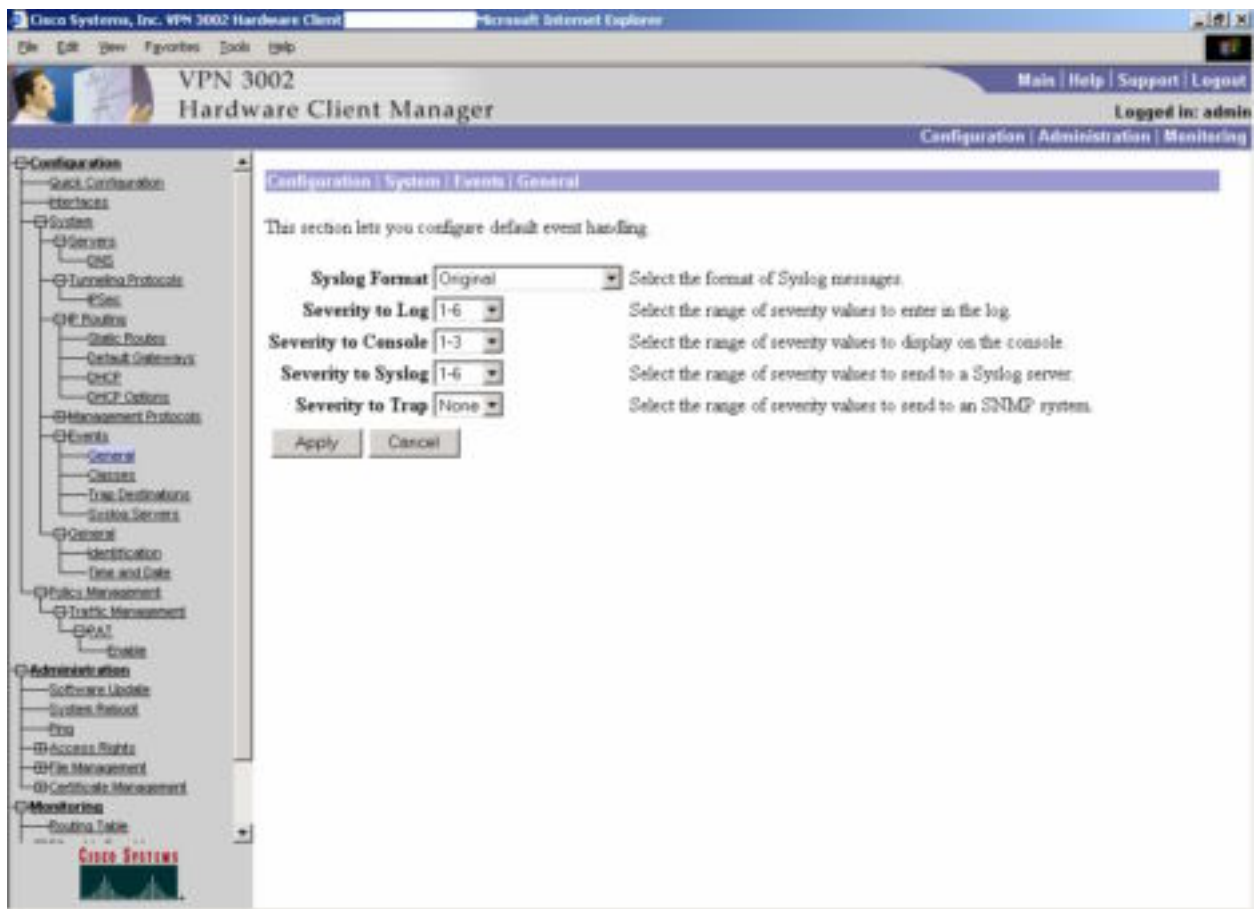 Cisco Systems, Inc. VPN 3002 Hardware Client Microsoft Internet Explorer
File Edit View Favorites Tools Help
VPN 3002
Hardware Client Manager
Main | Help | Support | Logout
Logged in: admin
Configuration | Administration | Monitoring
Configuration
Quick Configuration
Interfaces
System
Servers
DNS
Tunneling Protocols
IPSec
IP Routing
Static Routes
Default Gateways
DHCP
DHCP Options
Management Protocols
Events
General
Classes
Trap Destinations
Syslog Servers
General
Identification
Time and Date
Policy Management
Traffic Management
PAT
Enable
Administration
Software Update
System Reboot
Ping
Access Rights
File Management
Certificate Management
Monitoring
Routing Table
CISCO SYSTEMS
Configuration | System | Events | General
This section lets you configure default event handling.
Syslog Format Original Select the format of Syslog messages.
Severity to Log 1-6 Select the range of severity values to enter in the log.
Severity to Console 1-3 Select the range of severity values to display on the console.
Severity to Syslog 1-6 Select the range of severity values to send to a Syslog server.
Severity to Trap None Select the range of severity values to send to an SNMP system.
Apply Cancel